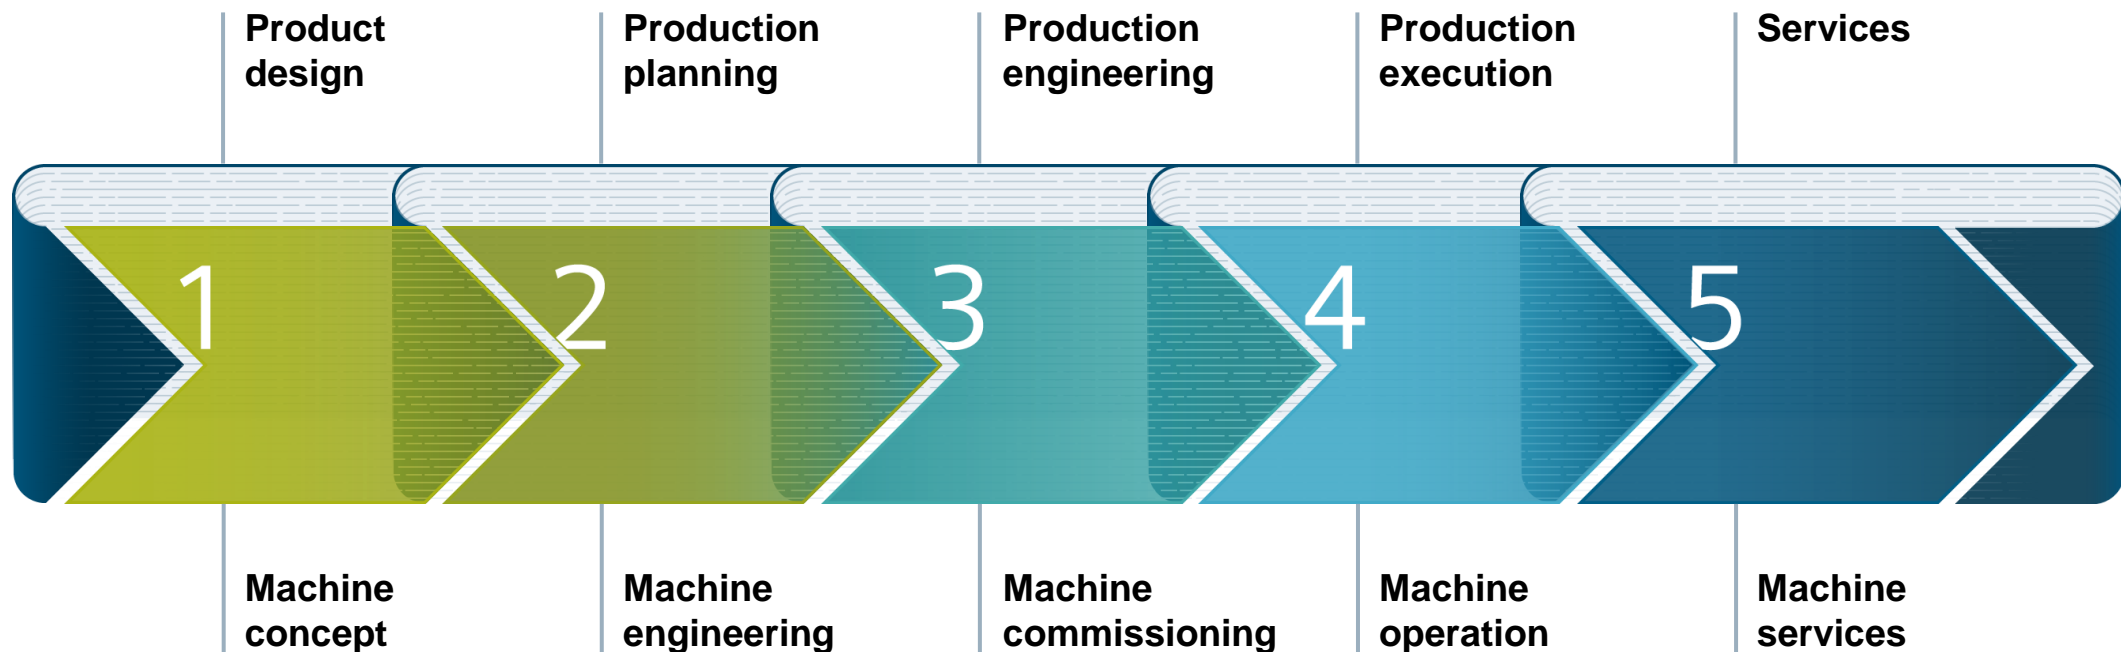 Product
design
Production
planning
Production
engineering
Production
execution
Services
1
2
3
4
5
Machine
concept
Machine
engineering
Machine
commissioning
Machine
operation
Machine
services